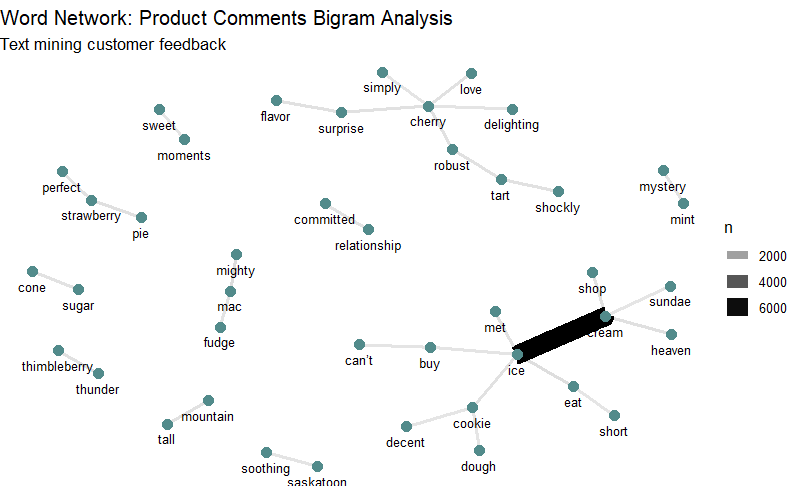 Word Network: Product Comments Bigram Analysis
Text mining customer feedback
simply
love
flavor
surprise
cherry
delighting
sweet
moments
robust
perfect
strawberry
pie
tart
shockly
mystery
mint
committed
relationship
n
2000
4000
6000
cone
sugar
mighty
mac
fudge
shop
sundae
met
cream
heaven
can't
buy
ice
thimbleberry
thunder
eat
short
mountain
tall
cookie
decent
dough
soothing
saskatoon